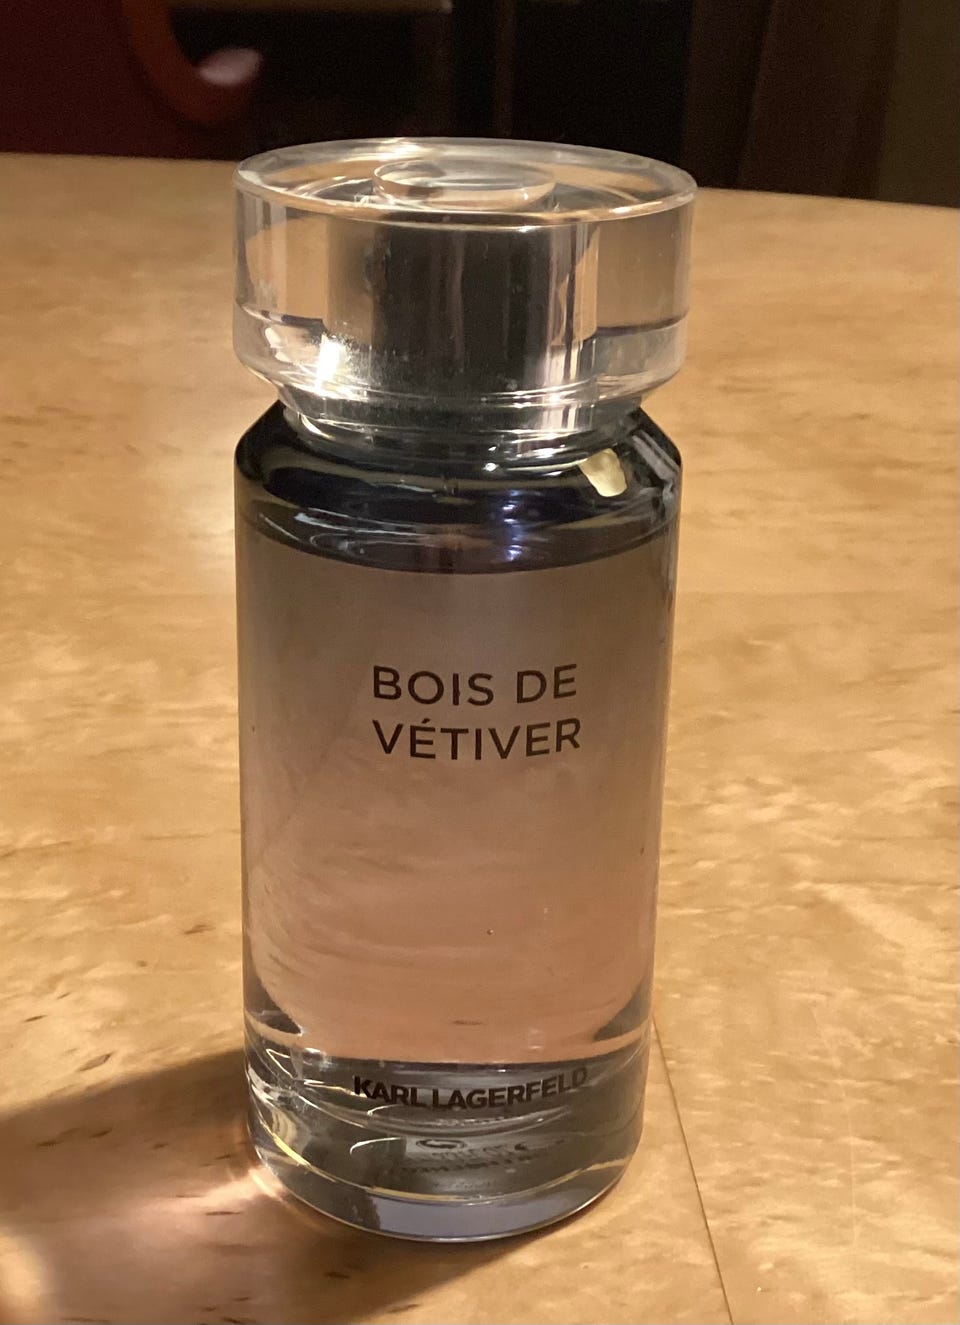 BOIS DE
VÉTIVER
KARL LAGERFELD